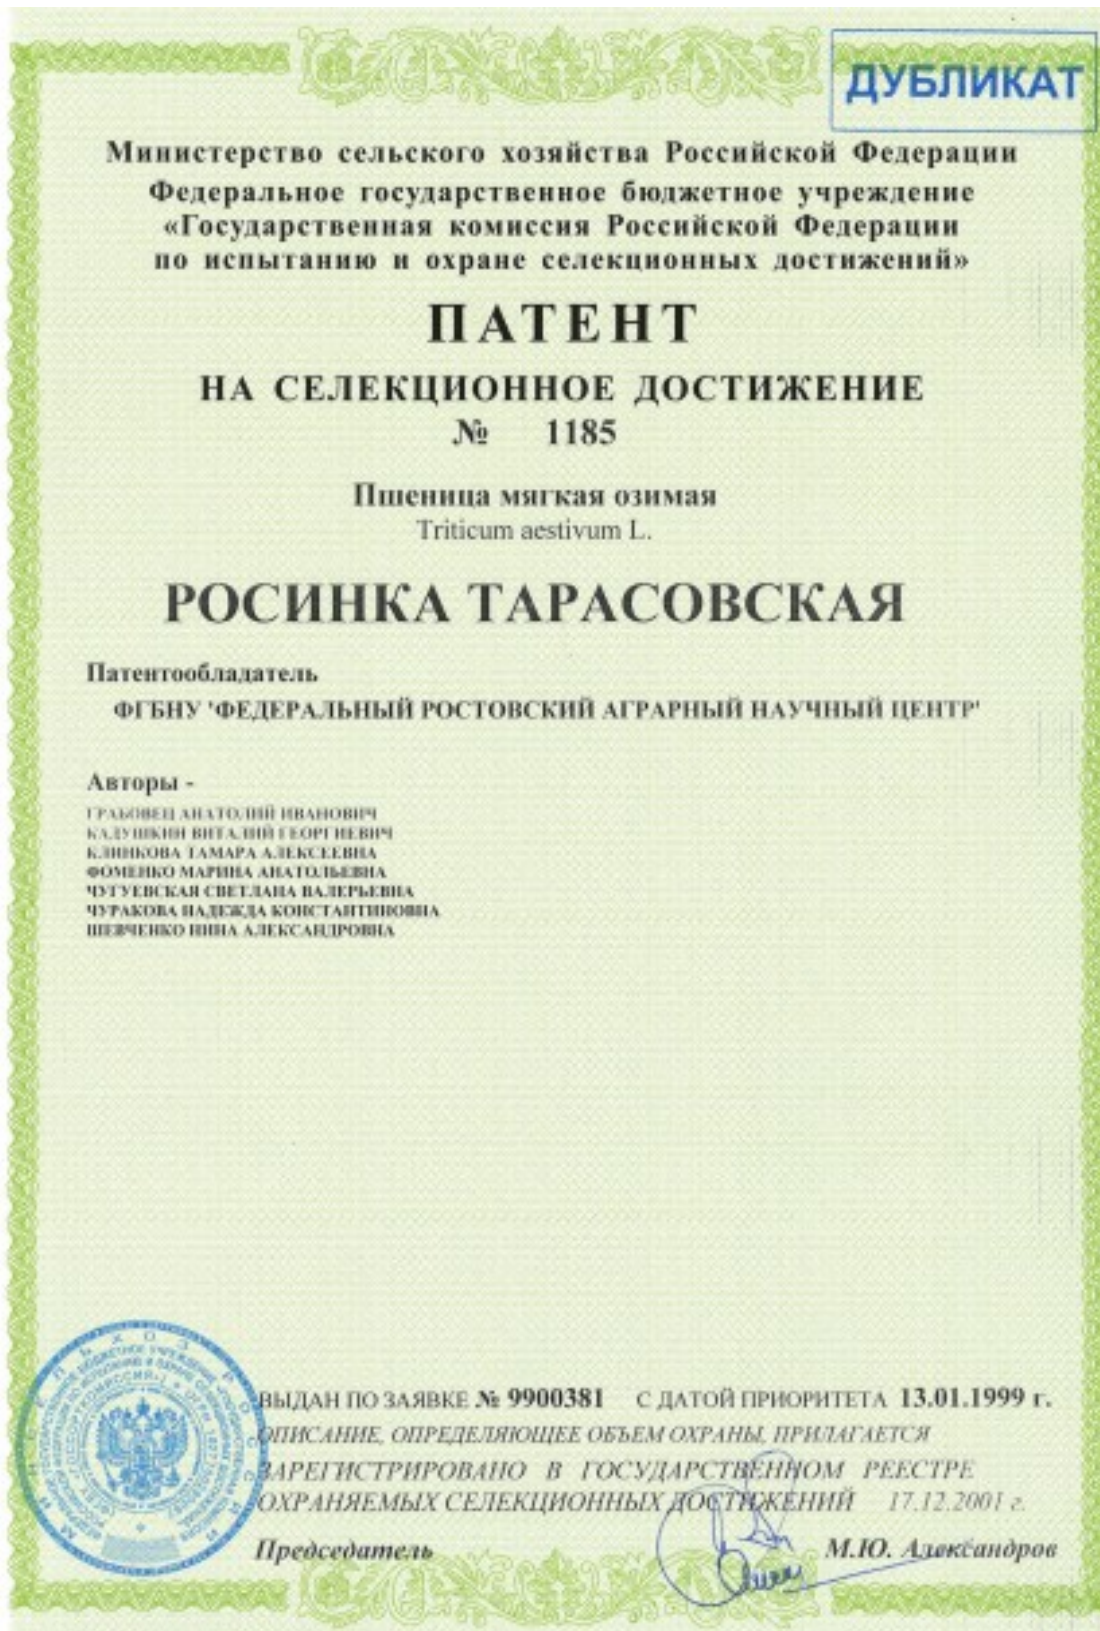 ДУБЛИКАТ
Министерство сельского хозяйства Российской Федерации
Федеральное государственное бюджетное учреждение
«Государственная комиссия Российской Федерации
по испытанию и охране селекционных достижений»
ПАТЕНТ
НА СЕЛЕКЦИОННОЕ ДОСТИЖЕНИЕ
№ 1185
Пшеница мягкая озимая
Triticum aestivum L.
РОСИНКА ТАРАСОВСКАЯ
Патентообладатель
ФГБНУ 'ФЕДЕРАЛЬНЫЙ РОСТОВСКИЙ АГРАРНЫЙ НАУЧНЫЙ ЦЕНТР'
Авторы -
ГРАБОВЕЦ АНАТОЛИЙ ИВАНОВИЧ
КАДУШКИН ВИТАЛИЙ ГЕОРГИЕВИЧ
КЛИНКОВА ТАМАРА АЛЕКСЕЕВНА
ФОМЕНКО МАРИНА АНАТОЛЬЕВНА
ЧУГУЕВСКАЯ СВЕТЛАНА ВАЛЕРЬЕВНА
ЧУРАКОВА НАДЕЖДА КОНСТАНТИНОВНА
ШЕВЧЕНКО НИНА АЛЕКСАНДРОВНА
ВЫДАН ПО ЗАЯВКЕ № 9900381 С ДАТОЙ ПРИОРИТЕТА 13.01.1999 г.
ОПИСАНИЕ, ОПРЕДЕЛЯЮЩЕЕ ОБЪЕМ ОХРАНЫ, ПРИЛАГАЕТСЯ
ЗАРЕГИСТРИРОВАНО В ГОСУДАРСТВЕННОМ РЕЕСТРЕ
ОХРАНЯЕМЫХ СЕЛЕКЦИОННЫХ ДОСТИЖЕНИЙ 17.12.2001 г.
Председатель М.Ю. Александров